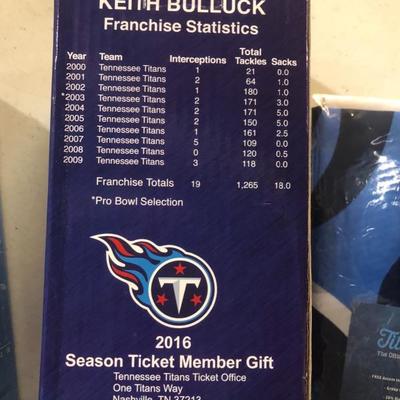 KEITH BULLUCK
Franchise Statistics
Year Team Interceptions Total Tackles Sacks
2000 Tennessee Titans 1 21 0.0
2001 Tennessee Titans 2 64 1.0
2002 Tennessee Titans 1 180 1.0
*2003 Tennessee Titans 2 171 3.0
2004 Tennessee Titans 2 171 5.0
2005 Tennessee Titans 2 150 5.0
2006 Tennessee Titans 1 161 2.5
2007 Tennessee Titans 5 109 0.0
2008 Tennessee Titans 0 120 0.5
2009 Tennessee Titans 3 118 0.0
Franchise Totals 19 1,265 18.0
*Pro Bowl Selection
T
2016
Season Ticket Member Gift
Tennessee Titans Ticket Office
One Titans Way
Nashville, TN 37213